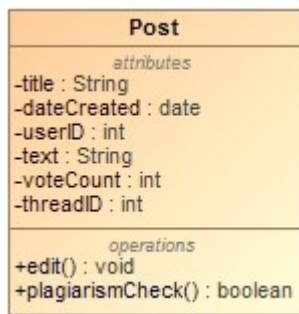 Post
attributes
-title : String
-dateCreated : date
-userID : int
-text : String
-voteCount : int
-threadID : int
operations
+edit() : void
+plagiarismCheck() : boolean